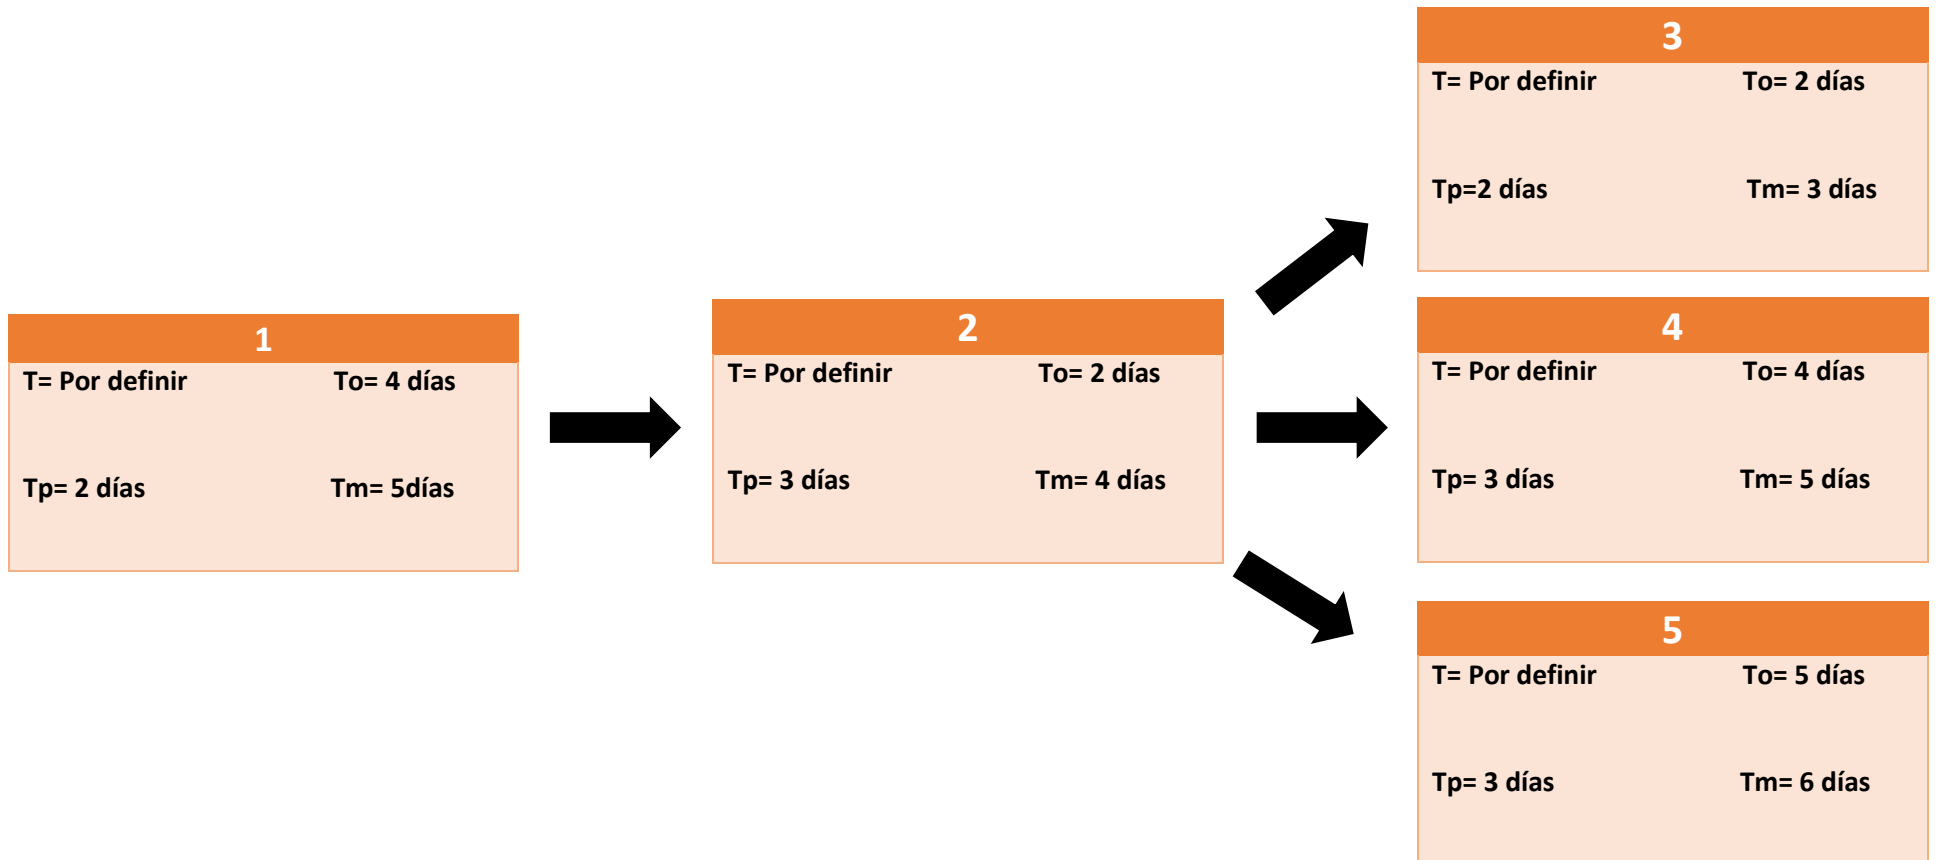 1
T= Por definir To= 4 días
Tp= 2 días Tm= 5días
2
T= Por definir To= 2 días
Tp= 3 días Tm= 4 días
3
T= Por definir To= 2 días
Tp=2 días Tm= 3 días
4
T= Por definir To= 4 días
Tp= 3 días Tm= 5 días
5
T= Por definir To= 5 días
Tp= 3 días Tm= 6 días